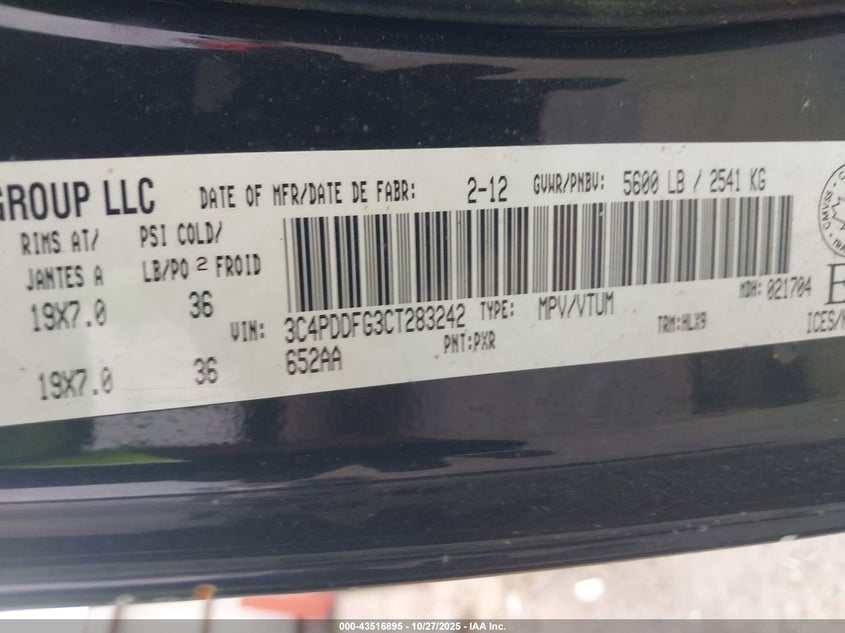 GROUP LLC DATE OF MFR/DATE DE FABR: 2-12 GVWR/PNBV: 5600 LB / 2541 KG
RIMS AT/ PSI COLD/
JANTES A LB/PO 2 FROID
19X7.0 36
VIN: 3C4PDDFG3CT283242 TYPE: MPV/VTUM MDH: 021704
652AA PNT:PXR TRM:HLX9 ICES/N
19X7.0 36
CMVSS
000-43516895 | 10/27/2025 | IAA Inc.